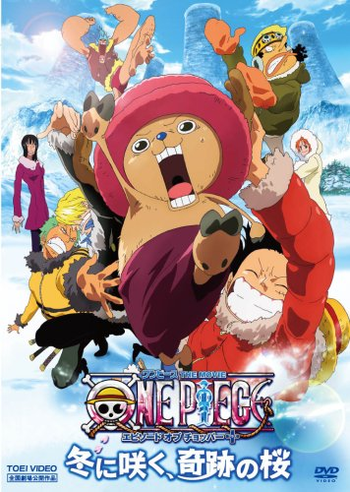 ワンピース THE MOVIE
ONE PIECE
エピソード オブ チョッパー+
冬に咲く、奇跡の桜
TOEI VIDEO
全国劇場公開作品
DVD
VIDEO